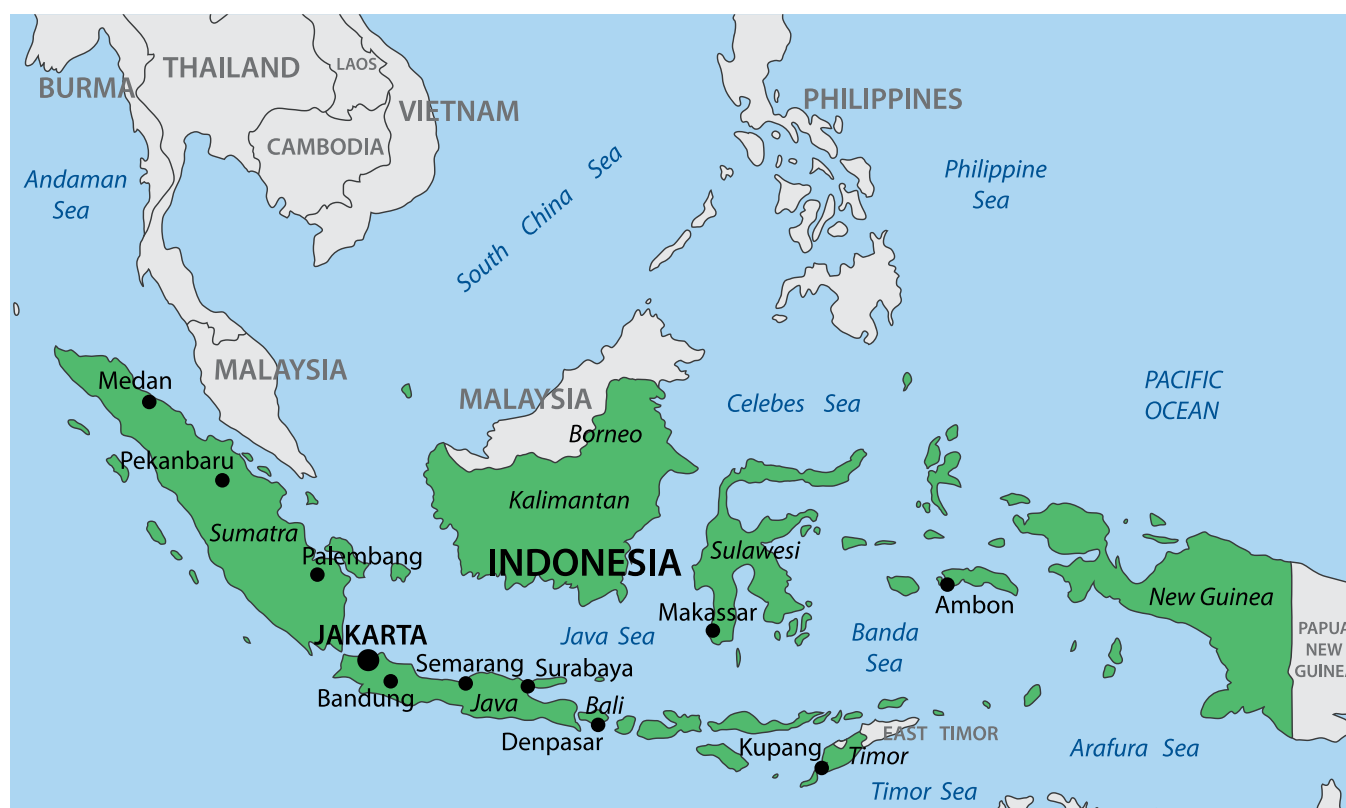 THAILAND
LAOS
BURMA
VIETNAM
PHILIPPINES
CAMBODIA
Andaman
Sea
South China Sea
Philippine
Sea
MALAYSIA
Medan
MALAYSIA
Celebes Sea
PACIFIC
OCEAN
Borneo
Pekanbaru
Kalimantan
Sumatra
Palembang
INDONESIA
Sulawesi
New Guinea
Ambon
Makassar
JAKARTA
Java Sea
Banda
Sea
PAPUA
NEW
GUINEA
Semarang
Surabaya
Bandung
Java
Bali
Denpasar
Kupang
Timor
EAST TIMOR
Arafura Sea
Timor Sea